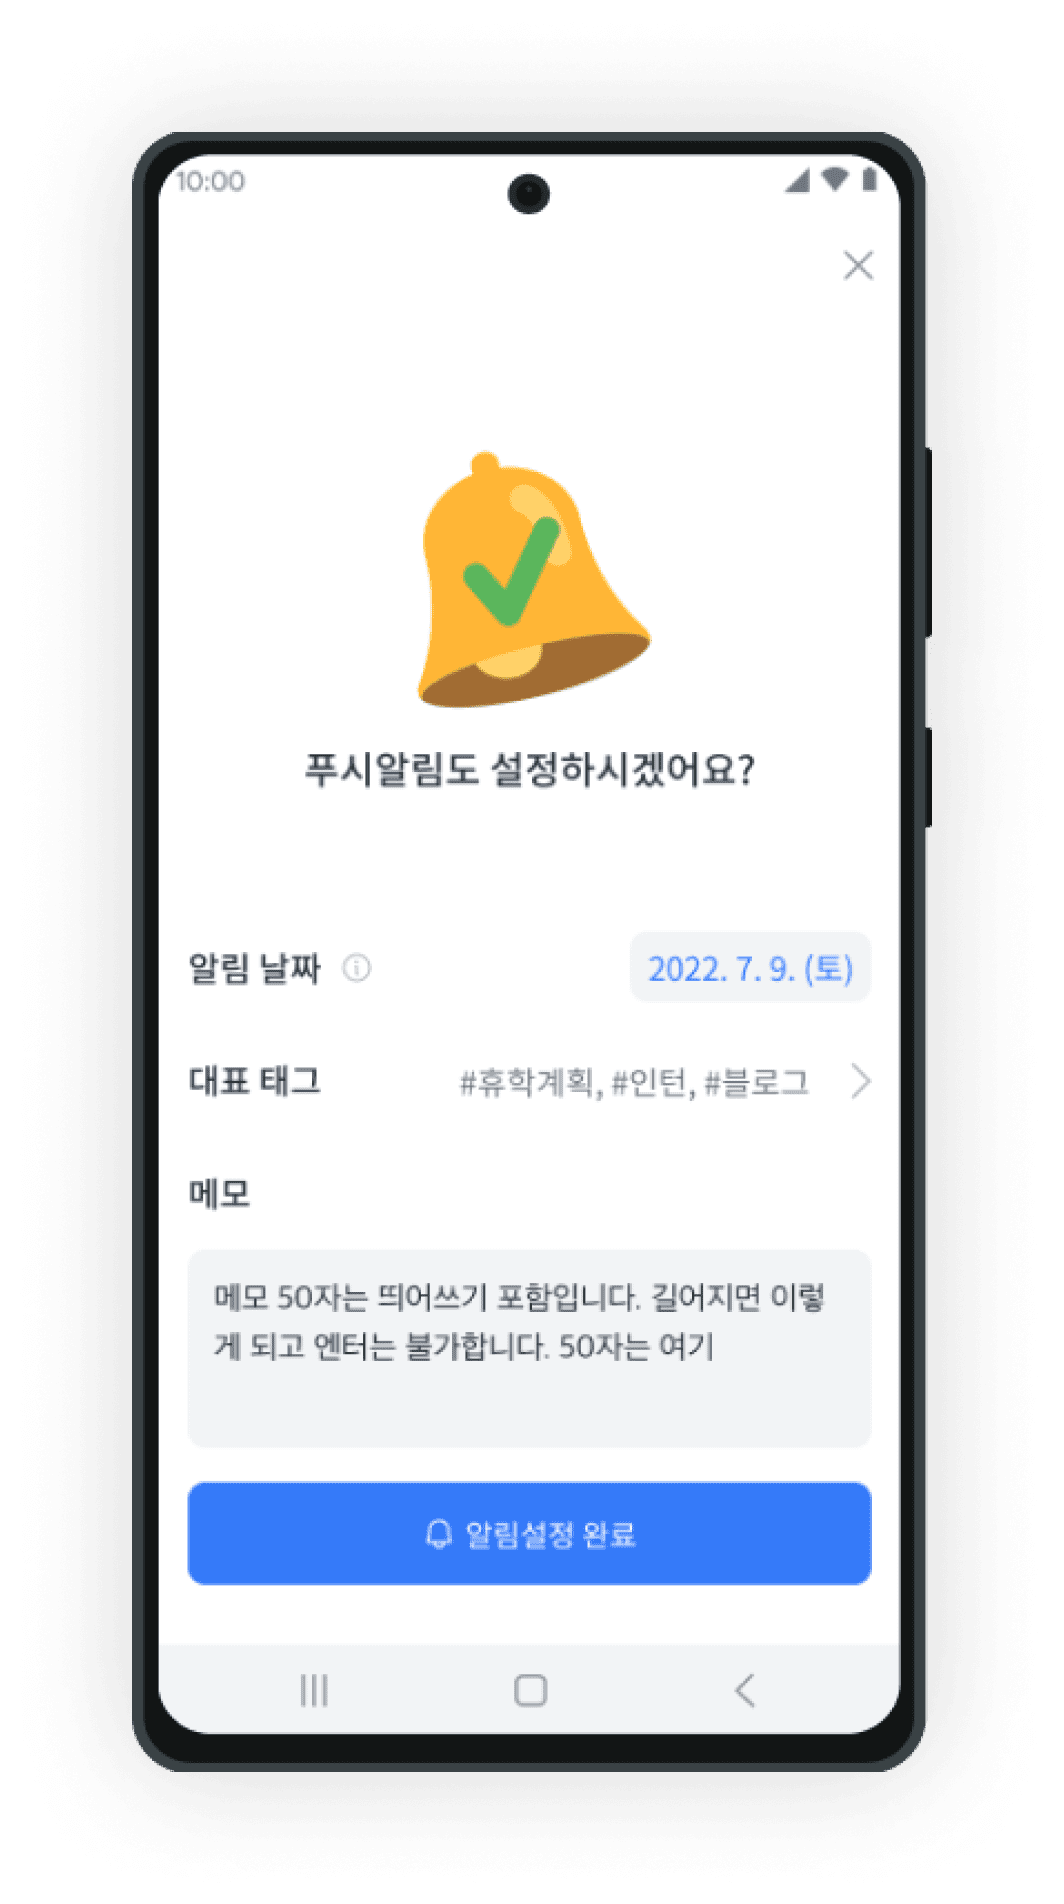 10:00
푸시알림도 설정하시겠어요?
알림 날짜
2022. 7. 9. (토)
대표 태그
#휴학계획, #인턴, #블로그
메모
메모 50자는 띄어쓰기 포함입니다. 길어지면 이렇
게 되고 엔터는 불가합니다. 50자는 여기
알림설정 완료